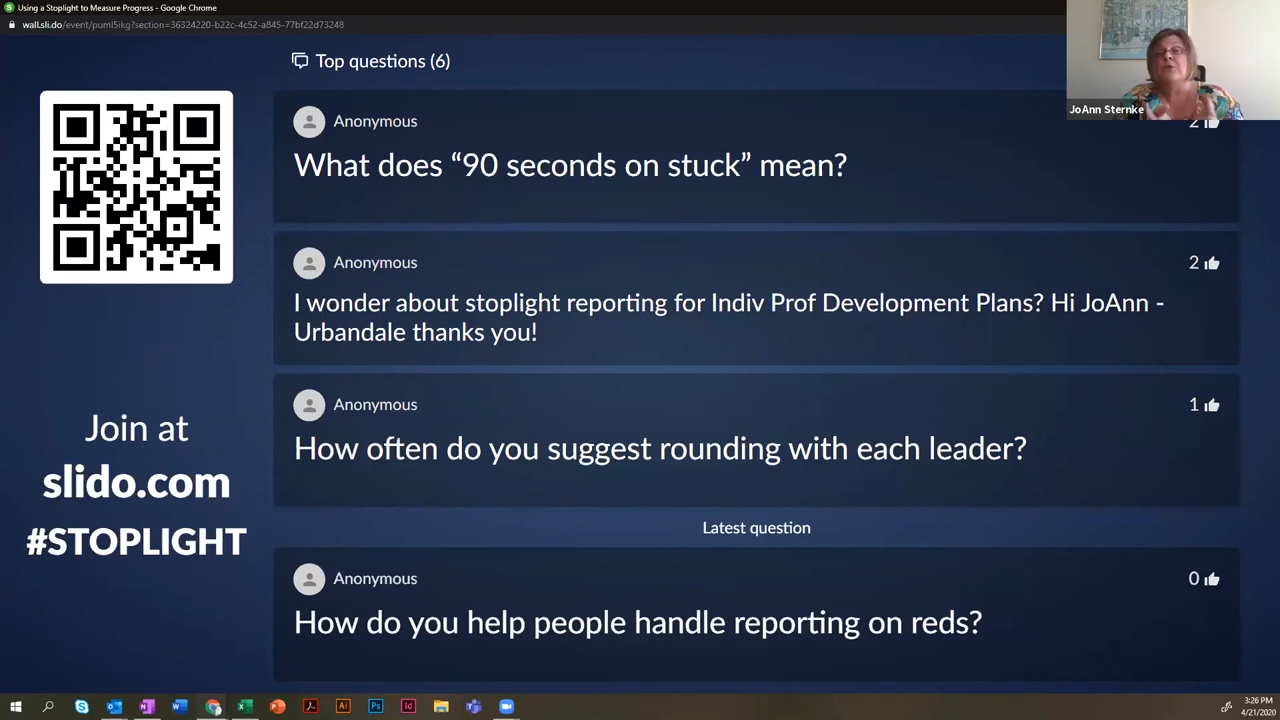 Using a Stoplight to Measure Progress - Google Chrome
wall.sli.do/event/puml5ikg?section=36324220-b22c-4c52-a845-77bf22d73248
Top questions (6)
JoAnn Sternke
Anonymous
2
What does “90 seconds on stuck” mean?
Anonymous
2
I wonder about stoplight reporting for Indiv Prof Development Plans? Hi JoAnn -
Urbandale thanks you!
Anonymous
1
How often do you suggest rounding with each leader?
Join at
slido.com
#STOPLIGHT
Latest question
Anonymous
0
How do you help people handle reporting on reds?
3:26 PM
4/21/2020